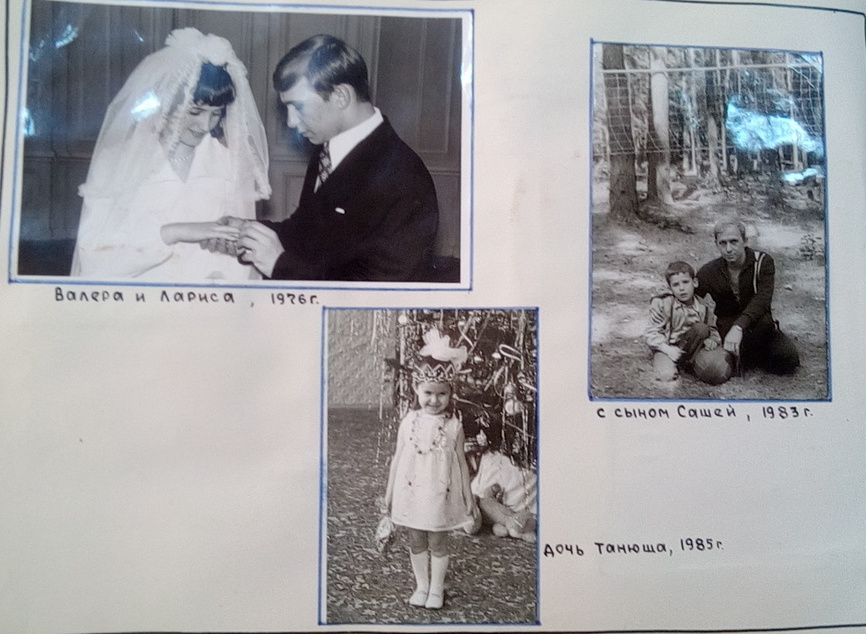 Валера и Лариса, 1976г.
с сыном Сашей, 1983г.
дочь Танюша, 1985г.